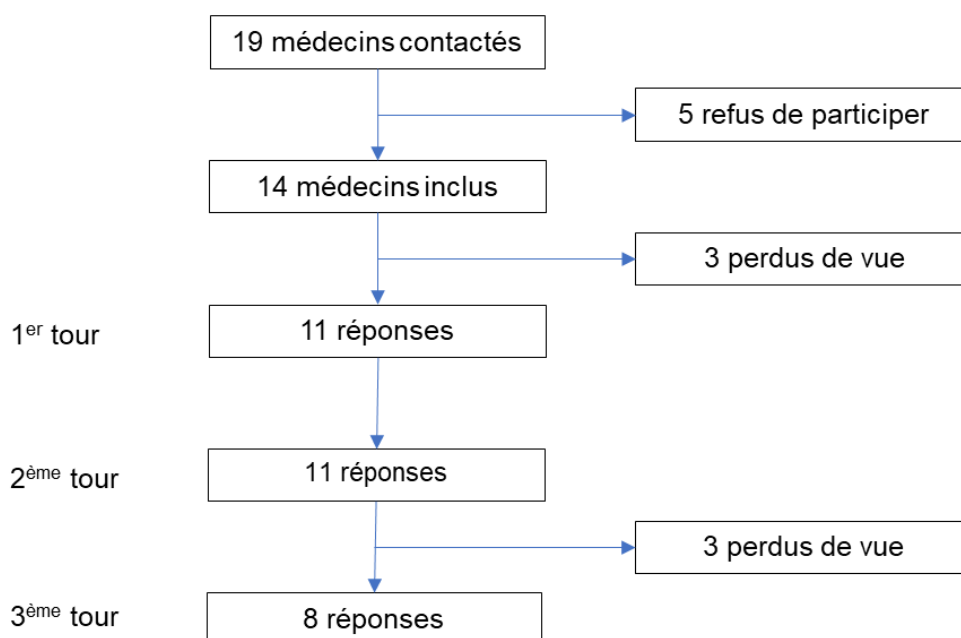 19 médecins contactés
5 refus de participer
14 médecins inclus
3 perdus de vue
1er tour
11 réponses
2ème tour
11 réponses
3 perdus de vue
3ème tour
8 réponses